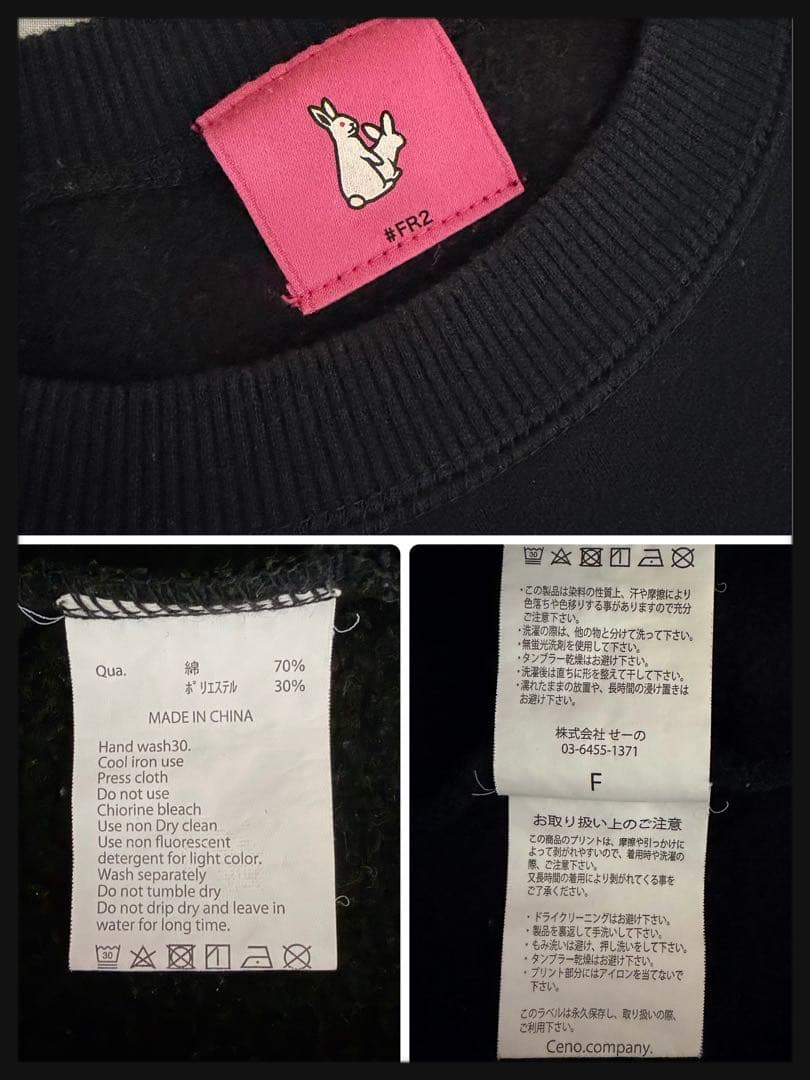 #FR2
Qua. 綿 70%
ポリエステル 30%
MADE IN CHINA
Hand wash30.
Cool iron use
Press cloth
Do not use
Chiorine bleach
Use non Dry clean
Use non fluorescent
detergent for light color.
Wash separately
Do not tumble dry
Do not drip dry and leave in
water for long time.
30
30
・この製品は染料の性質上、汗や摩擦により
色落ちや色移りする事がありますので充分
ご注意下さい。
・洗濯の際は、他の物と分けて洗って下さい。
・無蛍光洗剤を使用して下さい。
・タンブラー乾燥はお避け下さい。
・洗濯後は直ちに形を整えて干して下さい。
・濡れたままの放置や、長時間の浸け置きは
お避け下さい。
株式会社 せーの
03-6455-1371
F
お取り扱い上のご注意
この商品のプリントは、摩擦や引っかけに
よって剥がれやすいので、着用時や洗濯の
際、ご注意下さい。
又長時間の着用により剥がれてくる事を
ご了承ください。
・ドライクリーニングはお避け下さい。
・製品を裏返して手洗いして下さい。
・もみ洗いは避け、押し洗いをして下さい。
・タンブラー乾燥はお避け下さい。
・プリント部分にはアイロンを当てないで
下さい。
このラベルは永久保存し、取り扱いの際、
ご利用下さい。
Ceno.company.